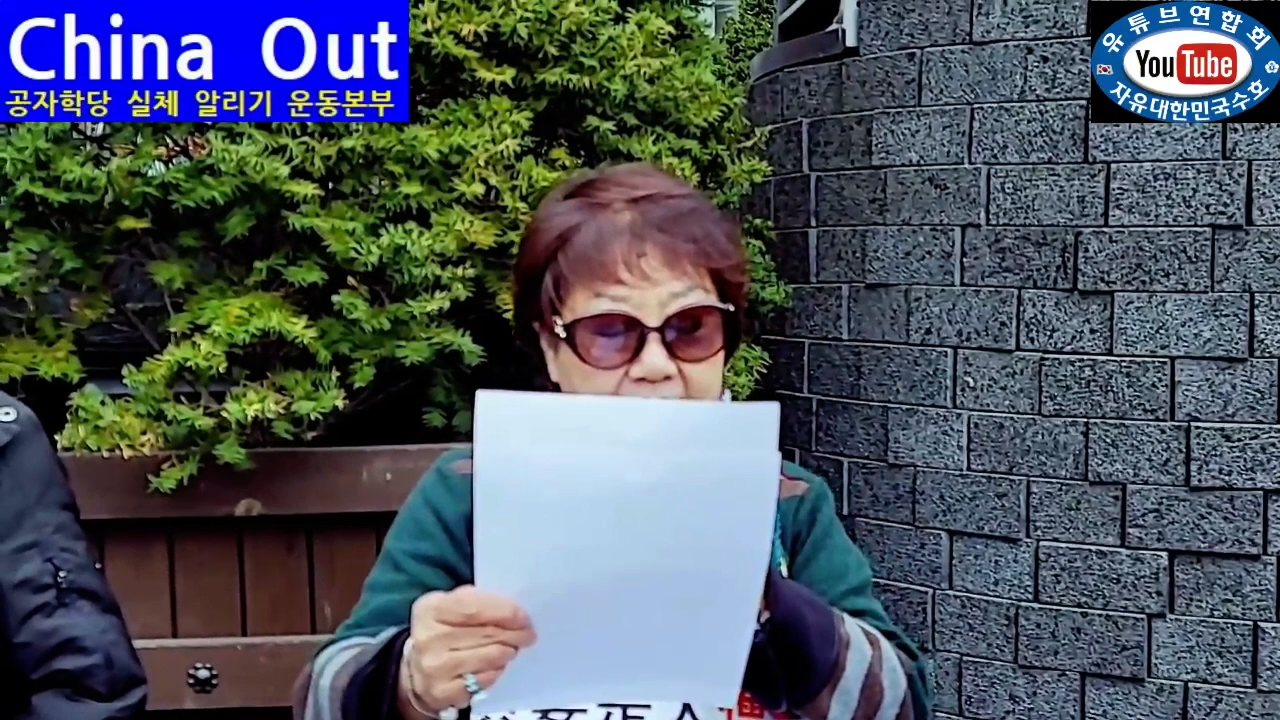 China Out
공자학당 실체 알리기 운동본부
유튜브연합회
YouTube
자유대한민국수호